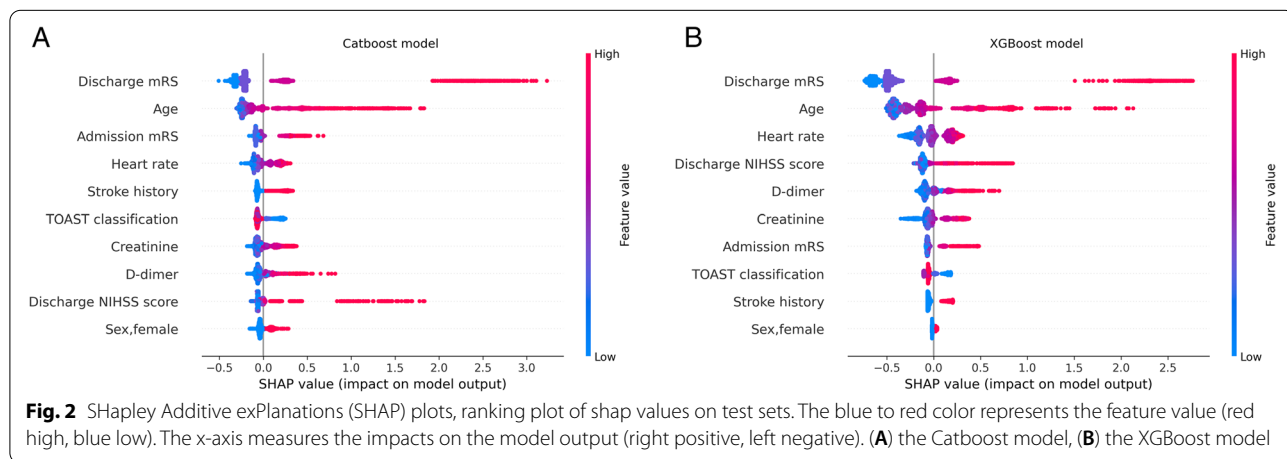 A
Catboost model
High
Discharge mRS
Age
Admission mRS
Heart rate
Stroke history
TOAST classification
Creatinine
D-dimer
Discharge NIHSS score
Sex,female
Feature value
Low
−0.5 0.0 0.5 1.0 1.5 2.0 2.5 3.0
SHAP value (impact on model output)
B
XGBoost model
High
Discharge mRS
Age
Heart rate
Discharge NIHSS score
D-dimer
Creatinine
Admission mRS
TOAST classification
Stroke history
Sex,female
Feature value
Low
−0.5 0.0 0.5 1.0 1.5 2.0 2.5
SHAP value (impact on model output)
Fig. 2 SHapley Additive exPlanations (SHAP) plots, ranking plot of shap values on test sets. The blue to red color represents the feature value (red
high, blue low). The x-axis measures the impacts on the model output (right positive, left negative). (A) the Catboost model, (B) the XGBoost model